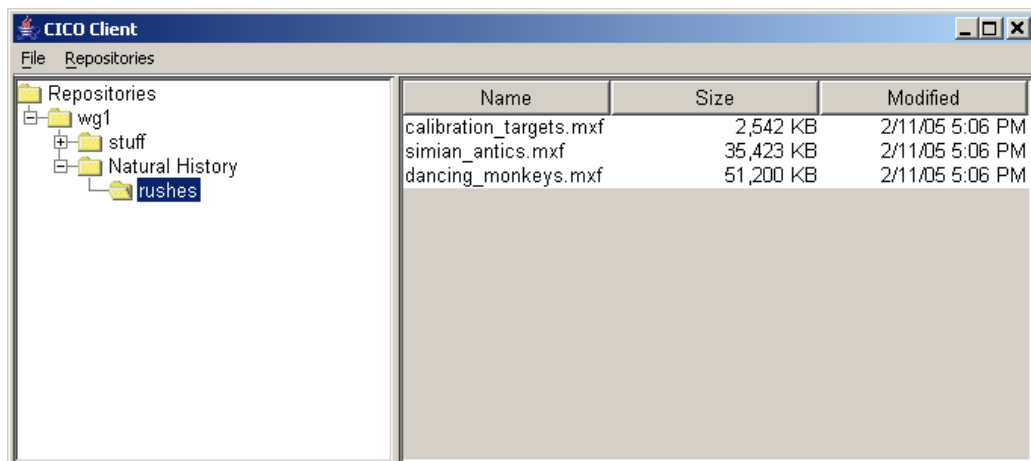 CICO Client
File Repositories
Repositories
wg1
stuff
Natural History
rushes
Name Size Modified
calibration_targets.mxf 2,542 KB 2/11/05 5:06 PM
simian_antics.mxf 35,423 KB 2/11/05 5:06 PM
dancing_monkeys.mxf 51,200 KB 2/11/05 5:06 PM